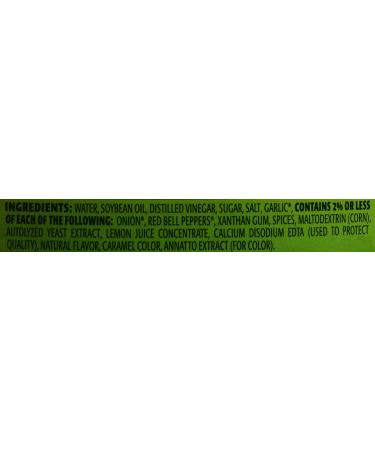 INGREDIENTS: WATER, SOYBEAN OIL, DISTILLED VINEGAR, SUGAR, SALT, GARLIC*, CONTAINS 2% OR LESS
OF EACH OF THE FOLLOWING: ONION*, RED BELL PEPPERS*, XANTHAN GUM, SPICES, MALTODEXTRIN (CORN),
AUTOLYZED YEAST EXTRACT, LEMON JUICE CONCENTRATE, CALCIUM DISODIUM EDTA (USED TO PROTECT
QUALITY), NATURAL FLAVOR, CARAMEL COLOR, ANNATTO EXTRACT (FOR COLOR).